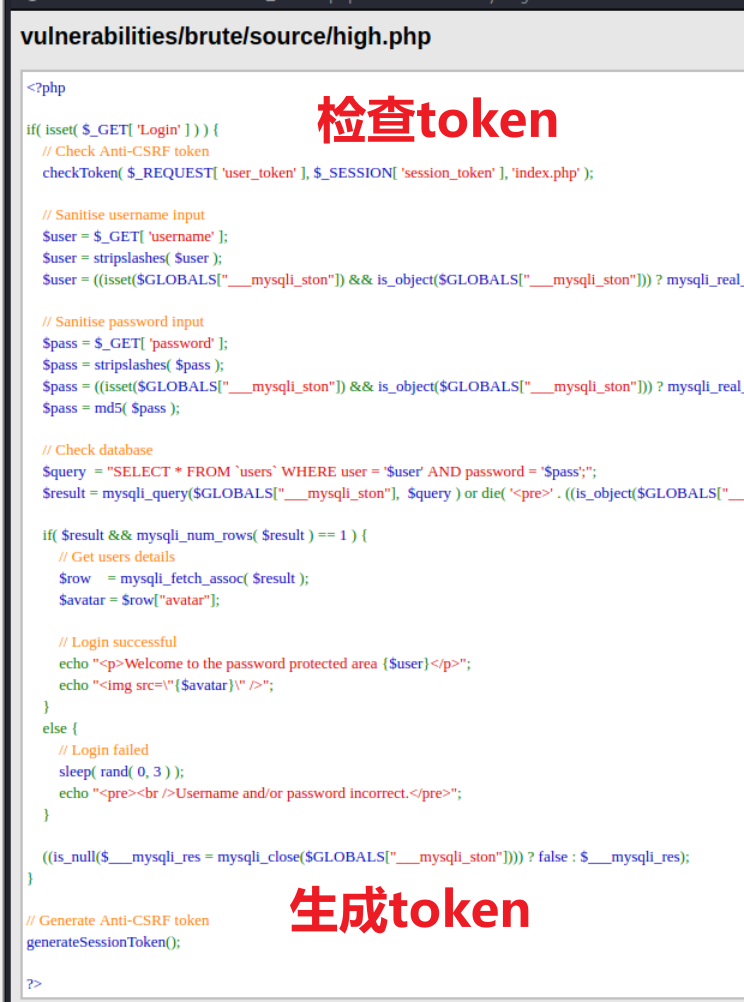 vulnerabilities/brute/source/high.php
<?php
检查token
if( isset( $_GET[ 'Login' ] ) ) {
// Check Anti-CSRF token
checkToken( $_REQUEST[ 'user_token' ], $_SESSION[ 'session_token' ], 'index.php' );
// Sanitise username input
$user = $_GET[ 'username' ];
$user = stripslashes( $user );
$user = ((isset($GLOBALS["___mysqli_ston"]) && is_object($GLOBALS["___mysqli_ston"])) ? mysqli_real_
// Sanitise password input
$pass = $_GET[ 'password' ];
$pass = stripslashes( $pass );
$pass = ((isset($GLOBALS["___mysqli_ston"]) && is_object($GLOBALS["___mysqli_ston"])) ? mysqli_real_
$pass = md5( $pass );
// Check database
$query  = "SELECT * FROM `users` WHERE user = '$user' AND password = '$pass';";
$result = mysqli_query($GLOBALS["___mysqli_ston"],  $query ) or die( '<pre>' . ((is_object($GLOBALS["__
if( $result && mysqli_num_rows( $result ) == 1 ) {
// Get users details
$row    = mysqli_fetch_assoc( $result );
$avatar = $row["avatar"];
// Login successful
echo "<p>Welcome to the password protected area {$user}</p>";
echo "<img src=\"{$avatar}\" />";
}
else {
// Login failed
sleep( rand( 0, 3 ) );
echo "<pre><br />Username and/or password incorrect.</pre>";
}
((is_null($___mysqli_res = mysqli_close($GLOBALS["___mysqli_ston"]))) ? false : $___mysqli_res);
}
生成token
// Generate Anti-CSRF token
generateSessionToken();
?>